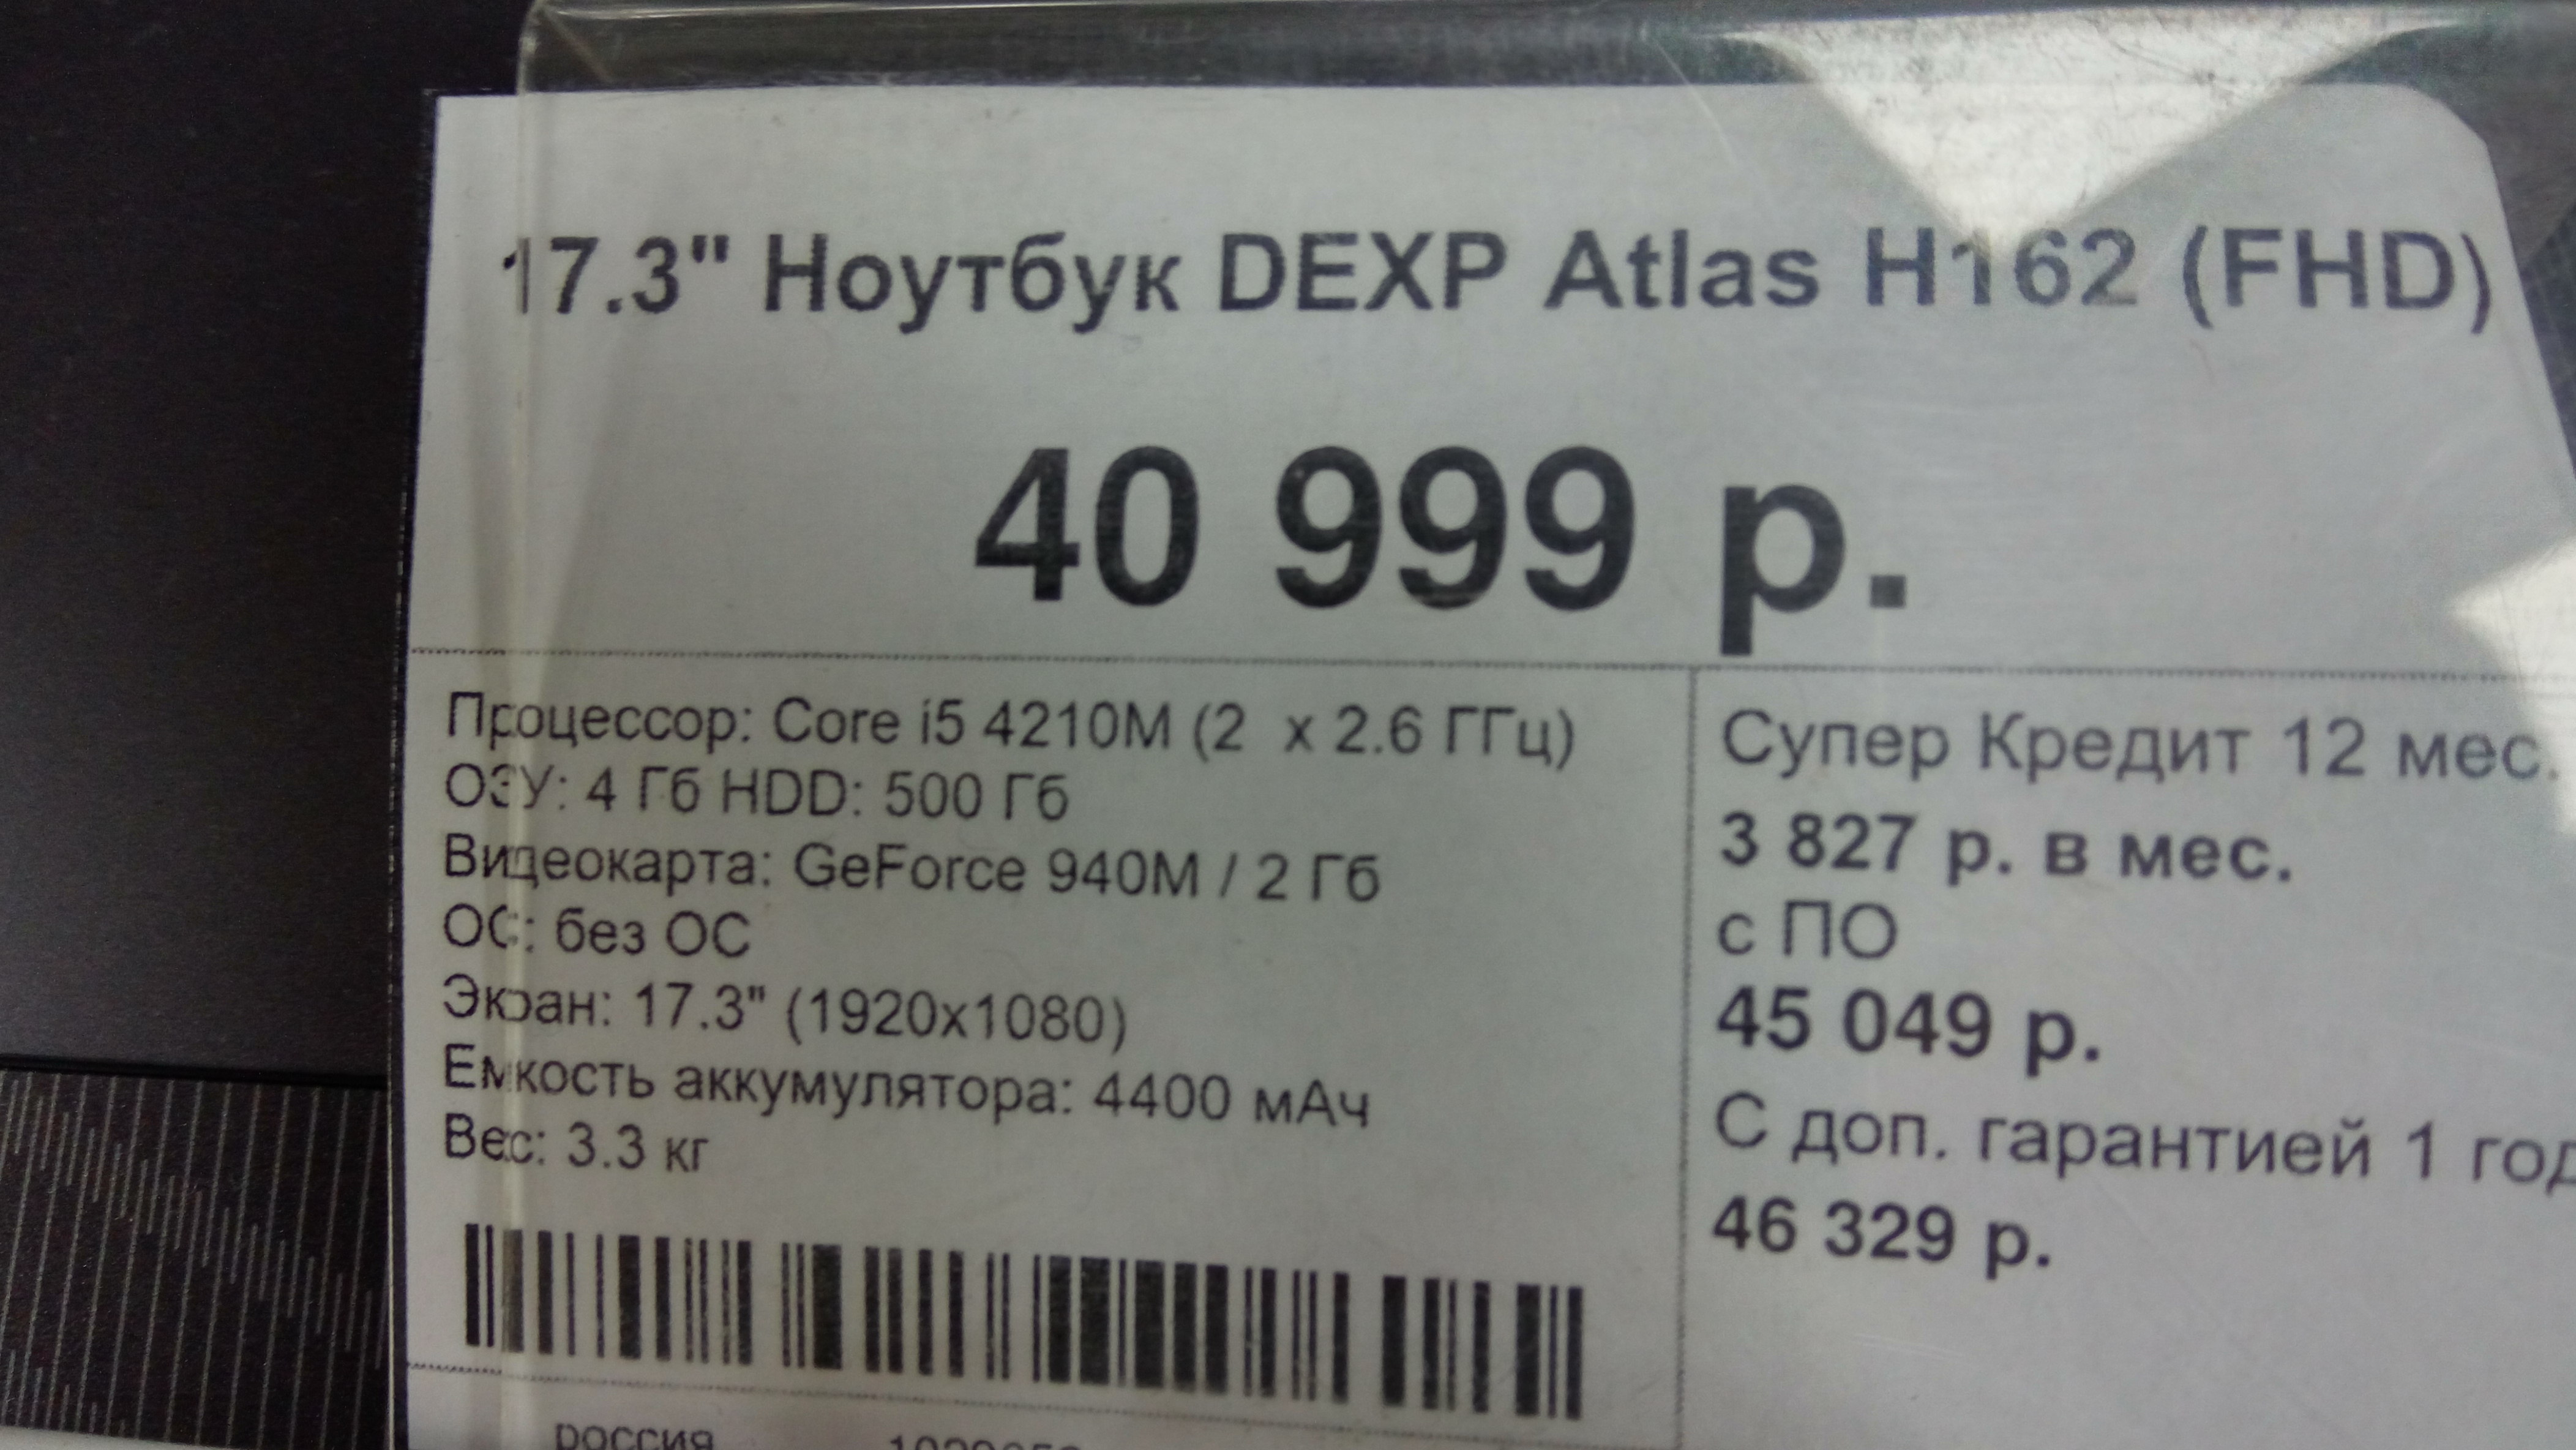 17.3" Ноутбук DEXP Atlas H162 (FHD)
40 999 р.
Процессор: Core i5 4210M (2 x 2.6 ГГц)
ОЗУ: 4 Гб HDD: 500 Гб
Видеокарта: GeForce 940M / 2 Гб
ОС: без ОС
Экран: 17.3" (1920x1080)
Емкость аккумулятора: 4400 мАч
Вес: 3.3 кг
Супер Кредит 12 мес.
3 827 р. в мес.
с ПО
45 049 р.
С доп. гарантией 1 год
46 329 р.
россия